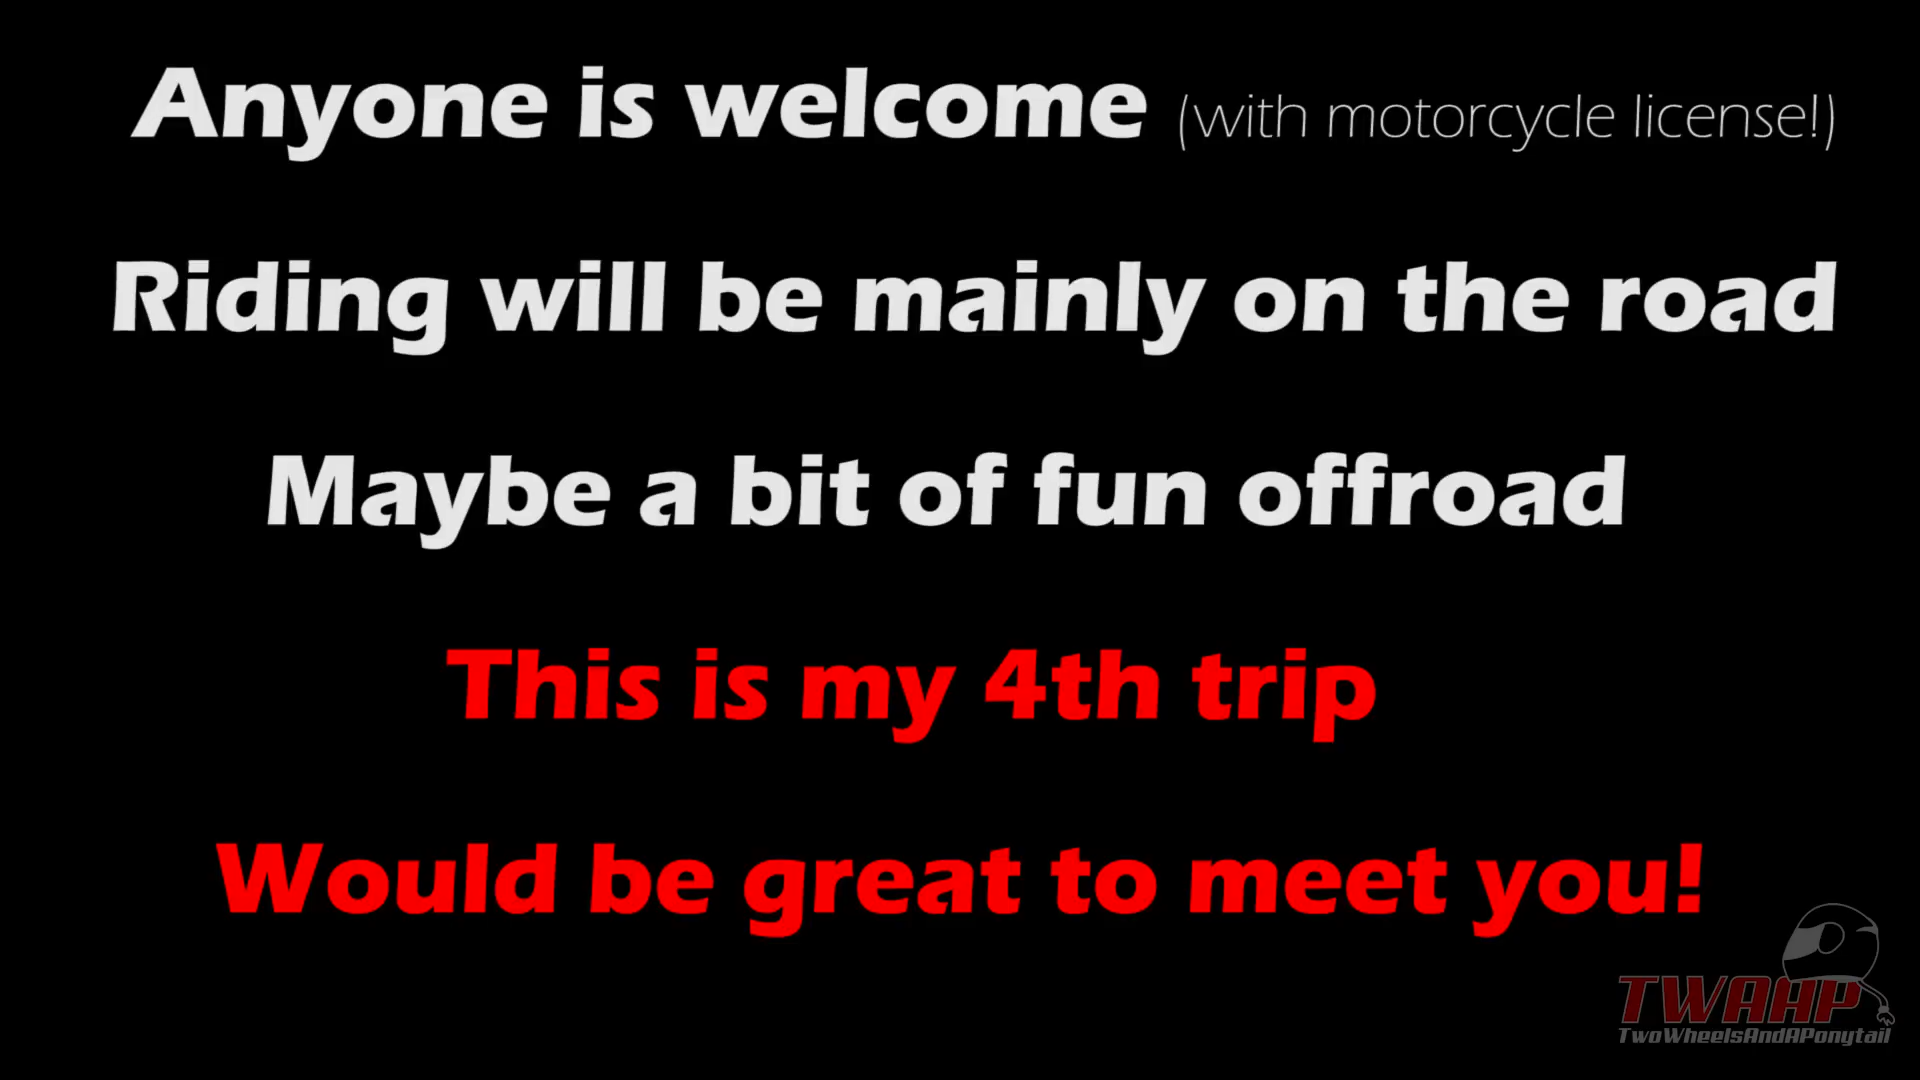 Anyone is welcome (with motorcycle license!)
Riding will be mainly on the road
Maybe a bit of fun offroad
This is my 4th trip
Would be great to meet you!
TWAAP
TwoWheelsAndAPonytail